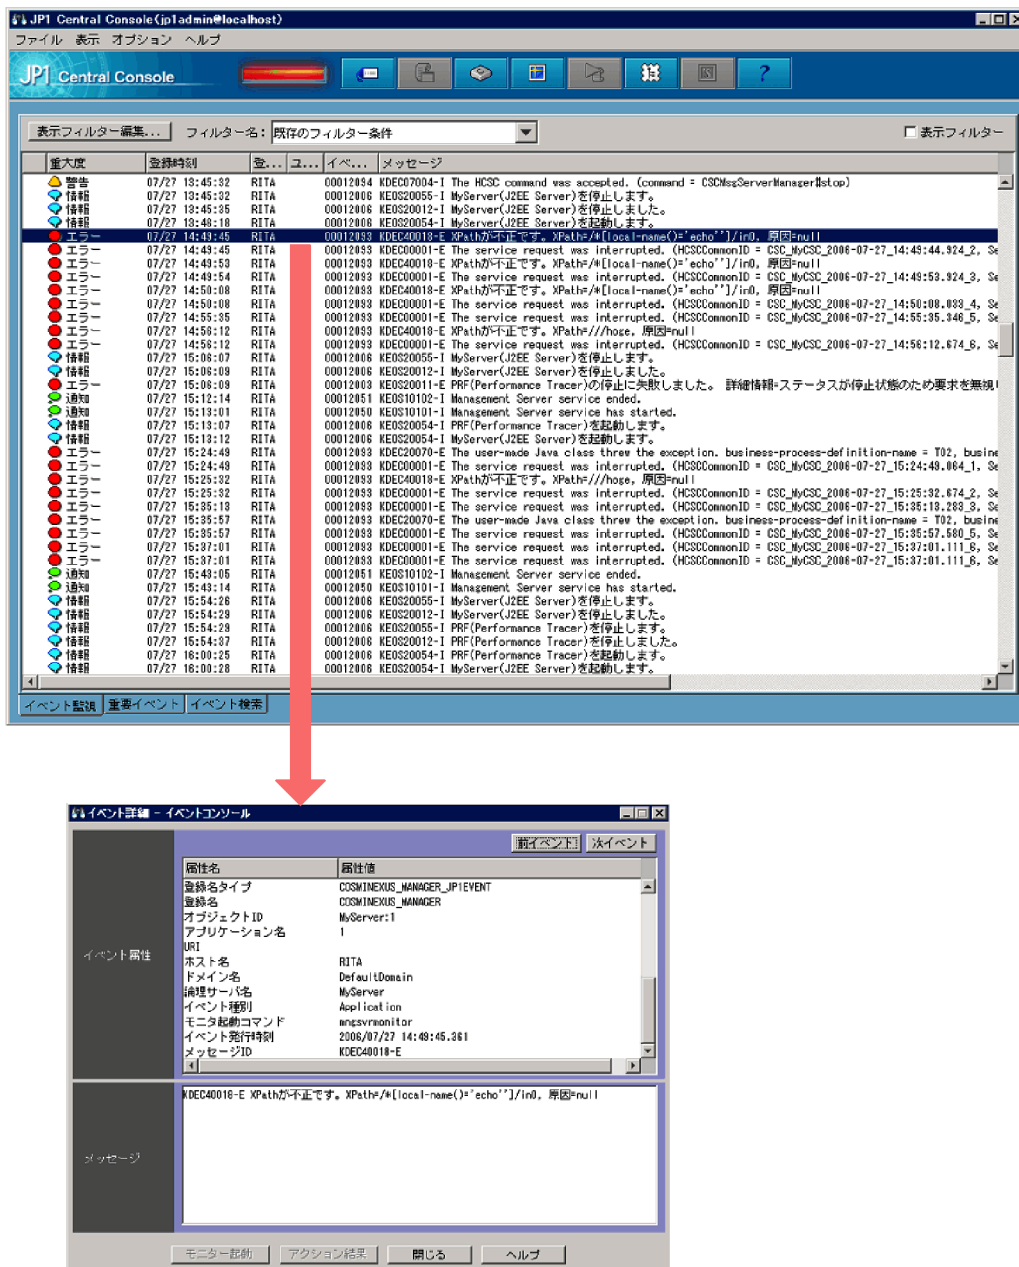 JP1 Central Console(jp1admin@localhost)
ファイル 表示 オプション ヘルプ
JP1 Central Console
表示フィルター編集... フィルター名: 既存のフィルター条件 表示フィルター
重大度 登録時刻 登... ユ... イベ... メッセージ
警告 07/27 13:45:32 RITA 00012094 KDEC07004-I The HCSC command was accepted. (command = CSCMsgServerManager#stop)
情報 07/27 13:45:32 RITA 00012006 KEOS20055-I MyServer(J2EE Server)を停止します。
情報 07/27 13:45:35 RITA 00012006 KEOS20012-I MyServer(J2EE Server)を停止しました。
情報 07/27 13:48:18 RITA 00012006 KEOS20054-I MyServer(J2EE Server)を起動します。
エラー 07/27 14:49:45 RITA 00012093 KDEC40018-E XPathが不正です。XPath=/*[local-name()='echo'']/in0, 原因=null
エラー 07/27 14:49:45 RITA 00012093 KDEC00001-E The service request was interrupted. (HCSCCommonID = CSC_MyCSC_2006-07-27_14:49:44.924_2, Se
エラー 07/27 14:49:53 RITA 00012093 KDEC40018-E XPathが不正です。XPath=/*[local-name()='echo'']/in0, 原因=null
エラー 07/27 14:49:54 RITA 00012093 KDEC00001-E The service request was interrupted. (HCSCCommonID = CSC_MyCSC_2006-07-27_14:49:53.924_3, Se
エラー 07/27 14:50:08 RITA 00012093 KDEC40018-E XPathが不正です。XPath=/*[local-name()='echo'']/in0, 原因=null
エラー 07/27 14:50:08 RITA 00012093 KDEC00001-E The service request was interrupted. (HCSCCommonID = CSC_MyCSC_2006-07-27_14:50:08.033_4, Se
エラー 07/27 14:55:35 RITA 00012093 KDEC00001-E The service request was interrupted. (HCSCCommonID = CSC_MyCSC_2006-07-27_14:55:35.346_5, Se
エラー 07/27 14:56:12 RITA 00012093 KDEC40018-E XPathが不正です。XPath=///hoge, 原因=null
エラー 07/27 14:56:12 RITA 00012093 KDEC00001-E The service request was interrupted. (HCSCCommonID = CSC_MyCSC_2006-07-27_14:56:12.674_6, Se
情報 07/27 15:06:07 RITA 00012006 KEOS20055-I MyServer(J2EE Server)を停止します。
情報 07/27 15:06:09 RITA 00012006 KEOS20012-I MyServer(J2EE Server)を停止しました。
エラー 07/27 15:06:09 RITA 00012003 KEOS20011-E PRF(Performance Tracer)の停止に失敗しました。 詳細情報=ステータスが停止状態のため要求を無視し
通知 07/27 15:12:14 RITA 00012051 KEOS10102-I Management Server service ended.
通知 07/27 15:13:01 RITA 00012050 KEOS10101-I Management Server service has started.
情報 07/27 15:13:07 RITA 00012006 KEOS20054-I PRF(Performance Tracer)を起動します。
情報 07/27 15:13:12 RITA 00012006 KEOS20054-I MyServer(J2EE Server)を起動します。
エラー 07/27 15:24:49 RITA 00012093 KDEC20070-E The user-made Java class threw the exception. business-process-definition-name = T02, busine
エラー 07/27 15:24:49 RITA 00012093 KDEC00001-E The service request was interrupted. (HCSCCommonID = CSC_MyCSC_2006-07-27_15:24:49.064_1, Se
エラー 07/27 15:25:32 RITA 00012093 KDEC40018-E XPathが不正です。XPath=///hoge, 原因=null
エラー 07/27 15:25:32 RITA 00012093 KDEC00001-E The service request was interrupted. (HCSCCommonID = CSC_MyCSC_2006-07-27_15:25:32.674_2, Se
エラー 07/27 15:35:13 RITA 00012093 KDEC00001-E The service request was interrupted. (HCSCCommonID = CSC_MyCSC_2006-07-27_15:35:13.283_3, Se
エラー 07/27 15:35:57 RITA 00012093 KDEC20070-E The user-made Java class threw the exception. business-process-definition-name = T02, busine
エラー 07/27 15:35:57 RITA 00012093 KDEC00001-E The service request was interrupted. (HCSCCommonID = CSC_MyCSC_2006-07-27_15:35:57.580_5, Se
エラー 07/27 15:37:01 RITA 00012093 KDEC00001-E The service request was interrupted. (HCSCCommonID = CSC_MyCSC_2006-07-27_15:37:01.111_6, Se
エラー 07/27 15:37:01 RITA 00012093 KDEC00001-E The service request was interrupted. (HCSCCommonID = CSC_MyCSC_2006-07-27_15:37:01.111_6, Se
通知 07/27 15:43:05 RITA 00012051 KEOS10102-I Management Server service ended.
通知 07/27 15:43:14 RITA 00012050 KEOS10101-I Management Server service has started.
情報 07/27 15:54:26 RITA 00012006 KEOS20055-I MyServer(J2EE Server)を停止します。
情報 07/27 15:54:29 RITA 00012006 KEOS20012-I MyServer(J2EE Server)を停止しました。
情報 07/27 15:54:29 RITA 00012006 KEOS20055-I PRF(Performance Tracer)を停止します。
情報 07/27 15:54:37 RITA 00012006 KEOS20012-I PRF(Performance Tracer)を停止しました。
情報 07/27 16:00:25 RITA 00012006 KEOS20054-I PRF(Performance Tracer)を起動します。
情報 07/27 16:00:28 RITA 00012006 KEOS20054-I MyServer(J2EE Server)を起動します。
イベント監視 重要イベント イベント検索
イベント詳細 - イベントコンソール
前イベント 次イベント
イベント属性
属性名 属性値
登録名タイプ COSMINEXUS_MANAGER_JP1EVENT
登録名 COSMINEXUS_MANAGER
オブジェクトID MyServer:1
アプリケーション名 1
URI
ホスト名 RITA
ドメイン名 DefaultDomain
論理サーバ名 MyServer
イベント種別 Application
モニタ起動コマンド mngsvrmonitor
イベント発行時刻 2006/07/27 14:49:45.361
メッセージID KDEC40018-E
メッセージ
KDEC40018-E XPathが不正です。XPath=/*[local-name()='echo'']/in0, 原因=null
モニター起動 アクション結果 閉じる ヘルプ